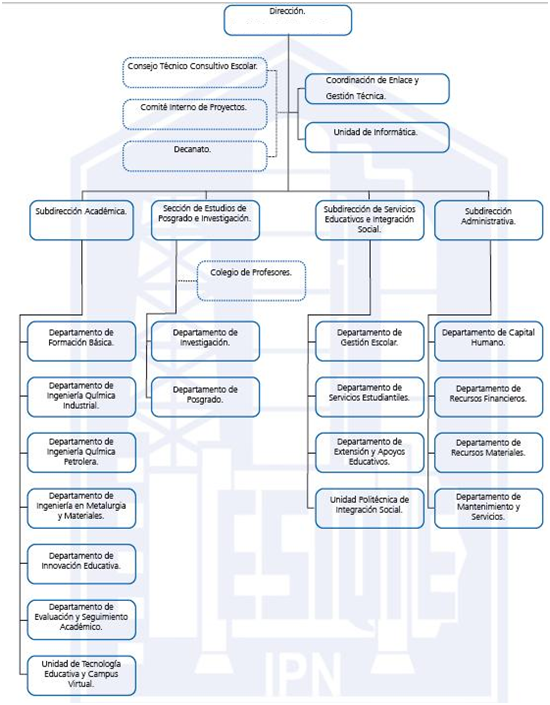 Dirección.
Consejo Técnico Consultivo Escolar.
Coordinación de Enlace y
Gestión Técnica.
Comité Interno de Proyectos.
Unidad de Informática.
Decanato.
Subdirección Académica.
Sección de Estudios de
Posgrado e Investigación.
Subdirección de Servicios
Educativos e Integración
Social.
Subdirección
Administrativa.
Colegio de Profesores.
Departamento de
Formación Básica.
Departamento de
Investigación.
Departamento de
Gestión Escolar.
Departamento de Capital
Humano.
Departamento de
Ingeniería Química
Industrial.
Departamento de
Posgrado.
Departamento de
Servicios Estudiantiles.
Departamento de
Recursos Financieros.
Departamento de
Ingeniería Química
Petrolera.
Departamento de
Extensión y Apoyos
Educativos.
Departamento de
Recursos Materiales.
Departamento de
Ingeniería en Metalurgia
y Materiales.
Unidad Politécnica de
Integración Social.
Departamento de
Mantenimiento y
Servicios.
Departamento de
Innovación Educativa.
Departamento de
Evaluación y Seguimiento
Académico.
Unidad de Tecnología
Educativa y Campus
Virtual.
ESIQIE
IPN